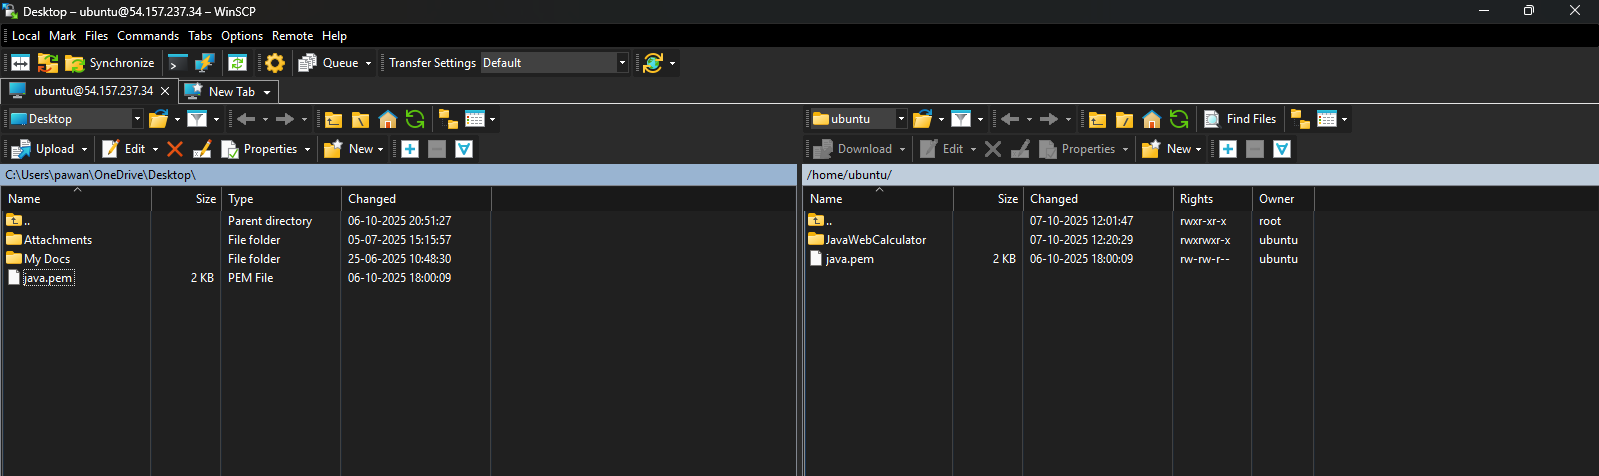 Desktop – ubuntu@54.157.237.34 – WinSCP
Local Mark Files Commands Tabs Options Remote Help
Synchronize Queue Transfer Settings Default
ubuntu@54.157.237.34 New Tab
Desktop
ubuntu Find Files
Upload Edit Properties New
Download Edit Properties New
C:\Users\pawan\OneDrive\Desktop\
Name Size Type Changed
.. Parent directory 06-10-2025 20:51:27
Attachments File folder 05-07-2025 15:15:57
My Docs File folder 25-06-2025 10:48:30
java.pem 2 KB PEM File 06-10-2025 18:00:09
/home/ubuntu/
Name Size Changed Rights Owner
.. 07-10-2025 12:01:47 rwxr-xr-x root
JavaWebCalculator 07-10-2025 12:20:29 rwxrwxr-x ubuntu
java.pem 2 KB 06-10-2025 18:00:09 rw-rw-r-- ubuntu